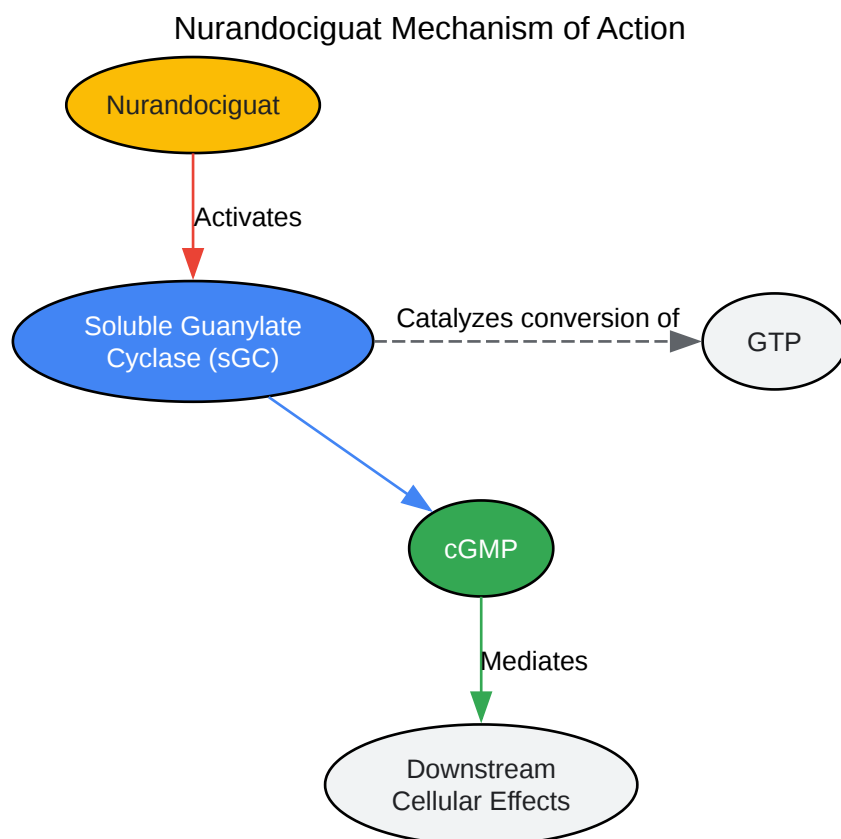 Nurandociguat Mechanism of Action
Nurandociguat
Activates
Soluble Guanylate
Cyclase (sGC)
Catalyzes conversion of
GTP
cGMP
Mediates
Downstream
Cellular Effects